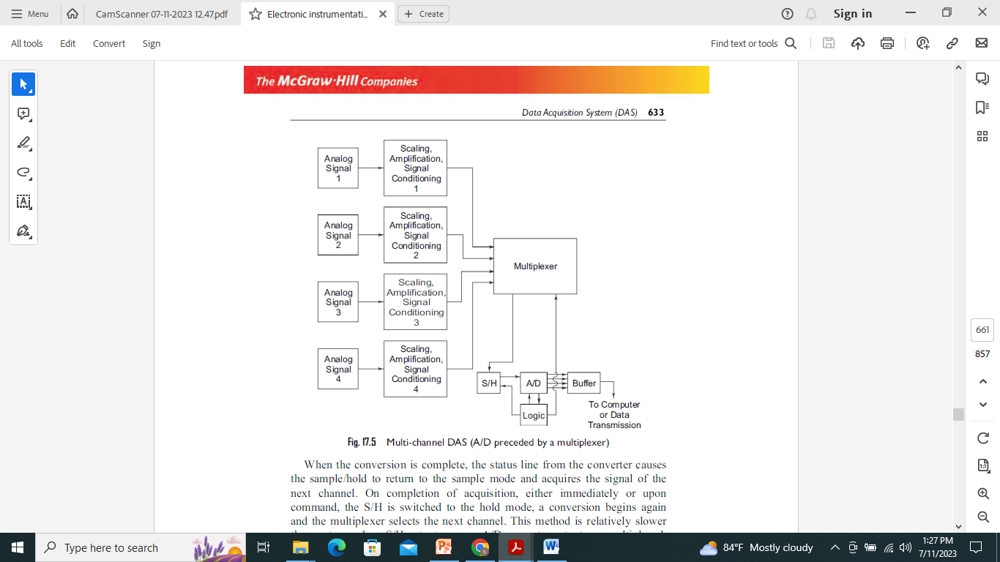 Menu
CamScanner 07-11-2023 12.47.pdf
Electronic instrumentati...
Create
Sign in
All tools
Edit
Convert
Sign
Find text or tools
The McGraw·Hill Companies
Data Acquisition System (DAS) 633
Analog
Signal
1
Scaling,
Amplification,
Signal
Conditioning
1
Analog
Signal
2
Scaling,
Amplification,
Signal
Conditioning
2
Analog
Signal
3
Scaling,
Amplification,
Signal
Conditioning
3
Analog
Signal
4
Scaling,
Amplification,
Signal
Conditioning
4
Multiplexer
S/H
A/D
Buffer
Logic
To Computer
or Data
Transmission
Fig. 17.5 Multi-channel DAS (A/D preceded by a multiplexer)
When the conversion is complete, the status line from the converter causes
the sample/hold to return to the sample mode and acquires the signal of the
next channel. On completion of acquisition, either immediately or upon
command, the S/H is switched to the hold mode, a conversion begins again
and the multiplexer selects the next channel. This method is relatively slower
661
857
Type here to search
84°F Mostly cloudy
1:27 PM
7/11/2023